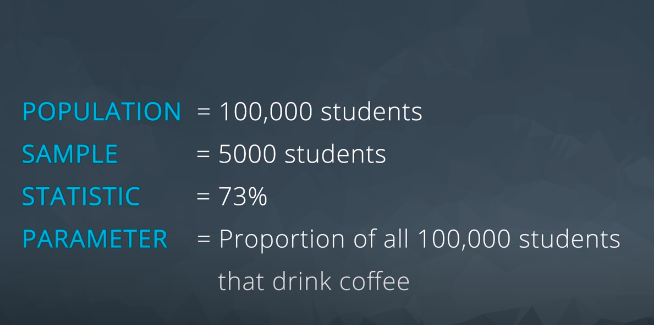 POPULATION = 100,000 students
SAMPLE = 5000 students
STATISTIC = 73%
PARAMETER = Proportion of all 100,000 students
that drink coffee